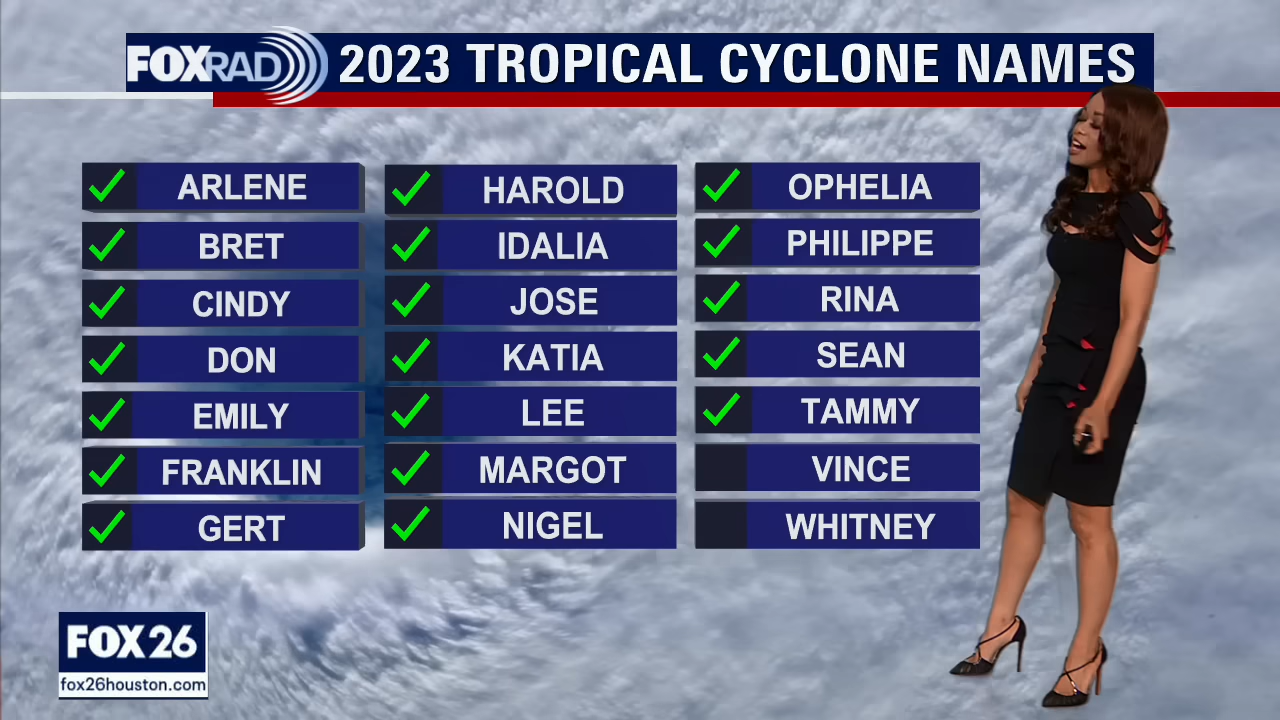 FOXRAD 2023 TROPICAL CYCLONE NAMES
ARLENE
BRET
CINDY
DON
EMILY
FRANKLIN
GERT
HAROLD
IDALIA
JOSE
KATIA
LEE
MARGOT
NIGEL
OPHELIA
PHILIPPE
RINA
SEAN
TAMMY
VINCE
WHITNEY
FOX 26
fox26houston.com